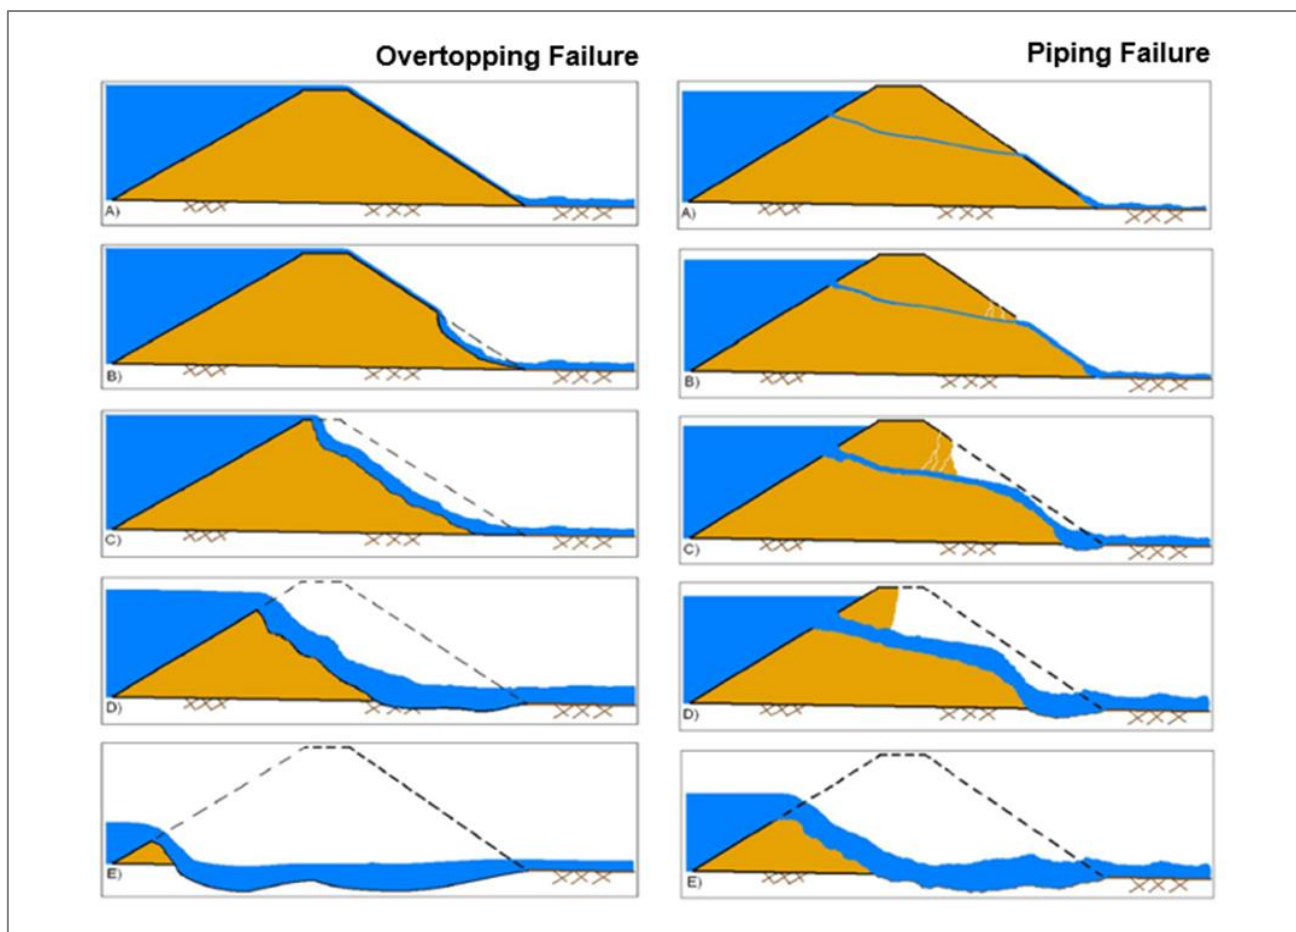 Overtopping Failure
Piping Failure
A)
A)
B)
B)
C)
C)
D)
D)
E)
E)